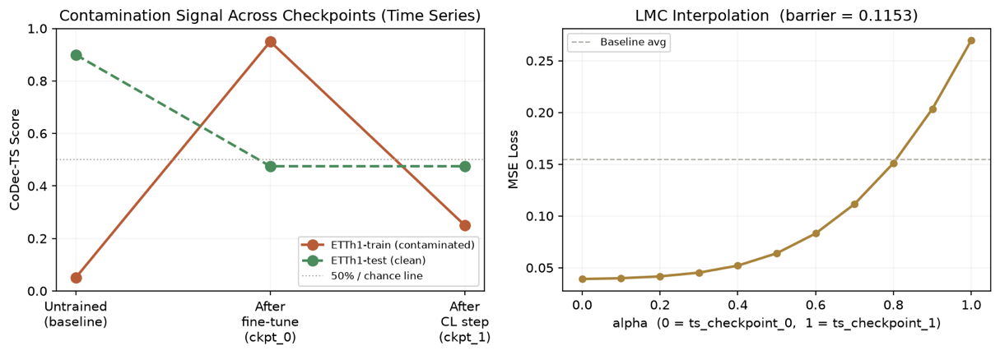 Contamination Signal Across Checkpoints (Time Series)
CoDec-TS Score
1.0
0.8
0.6
0.4
0.2
0.0
ETTh1-train (contaminated)
ETTh1-test (clean)
50% / chance line
Untrained
(baseline)
After
fine-tune
(ckpt_0)
After
CL step
(ckpt_1)
LMC Interpolation (barrier = 0.1153)
Baseline avg
MSE Loss
0.25
0.20
0.15
0.10
0.05
0.0 0.2 0.4 0.6 0.8 1.0
alpha (0 = ts_checkpoint_0, 1 = ts_checkpoint_1)